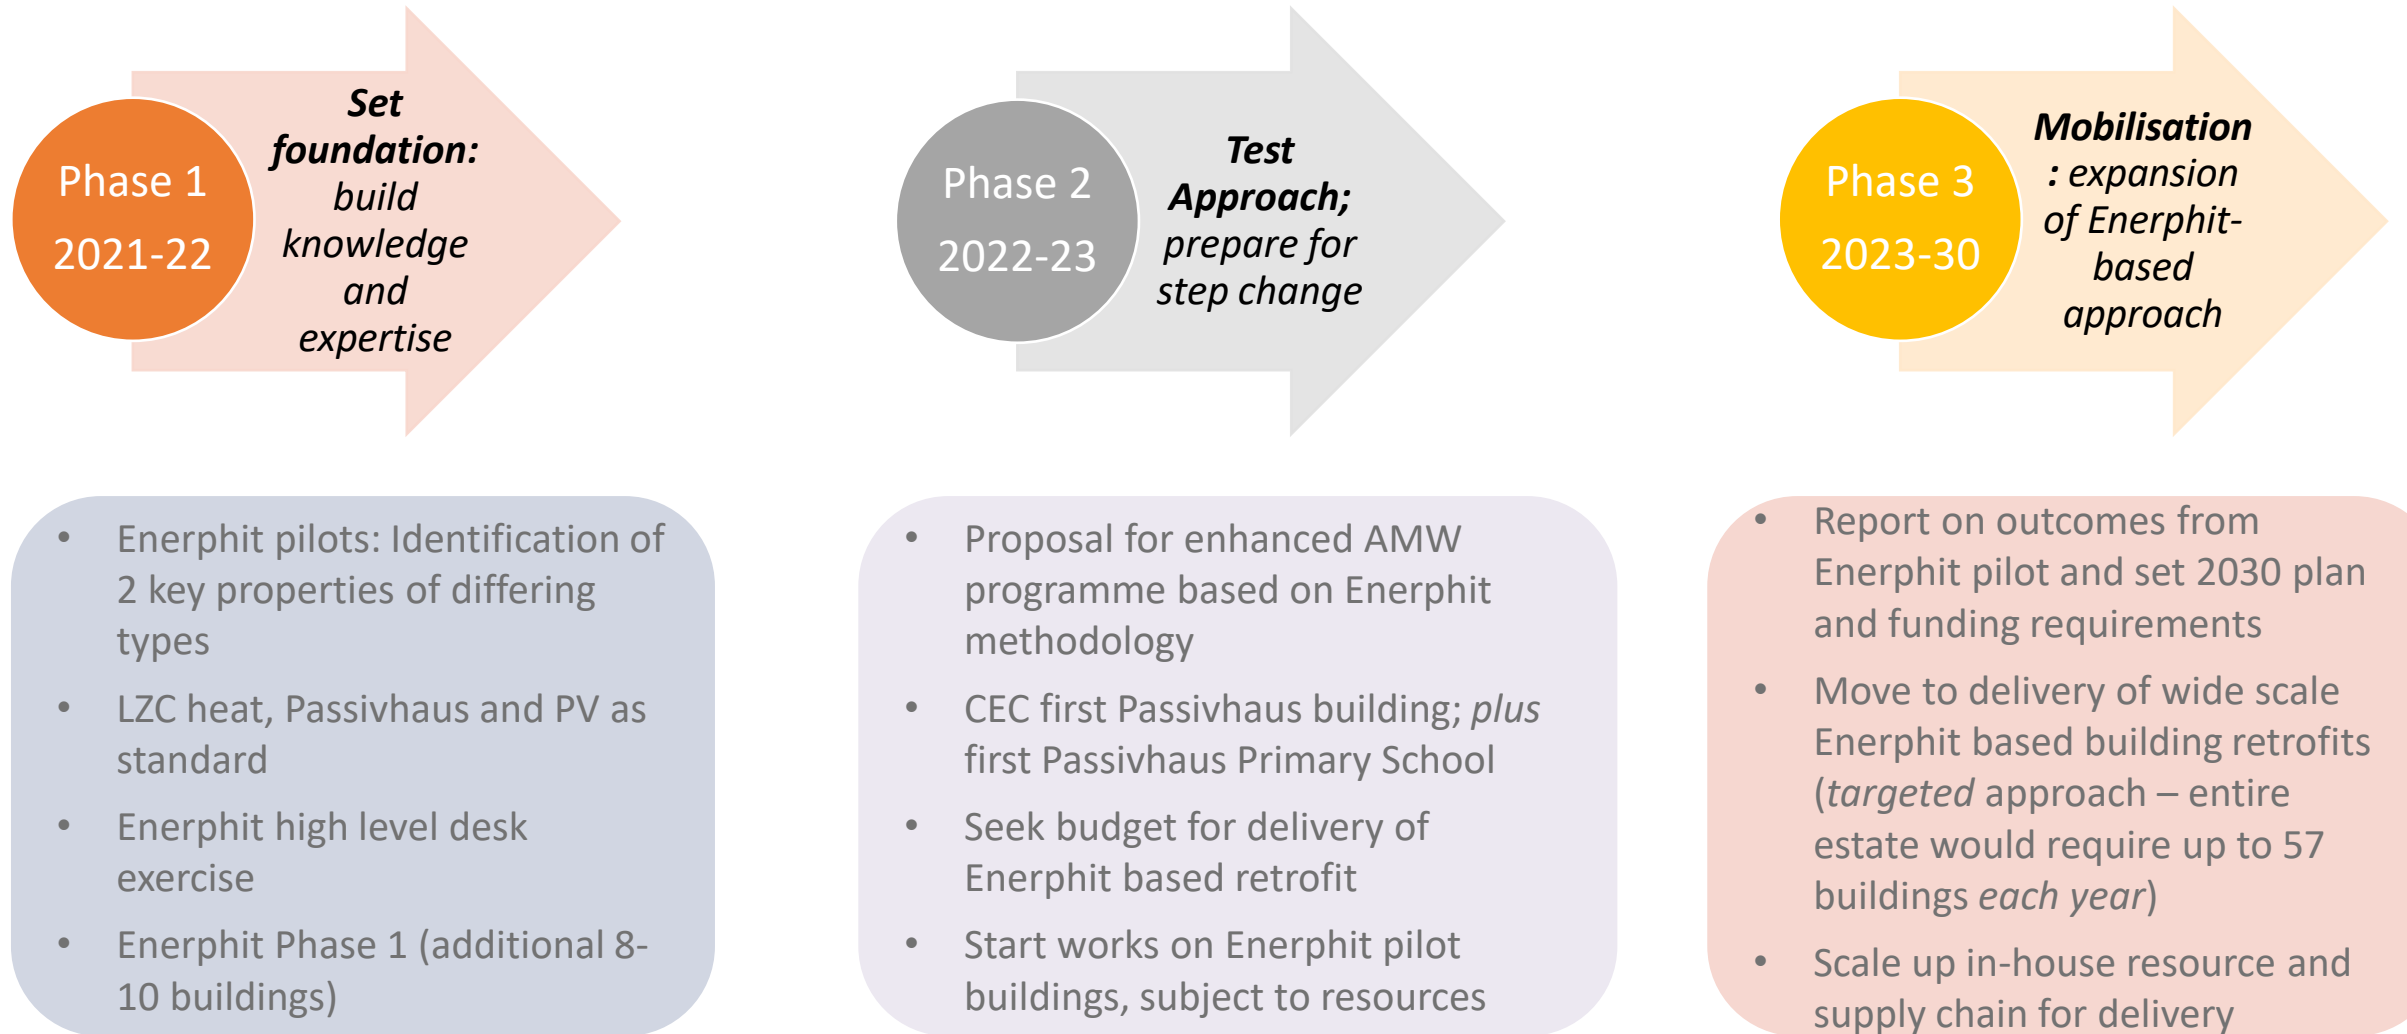 Phase 1
2021-22
Set
foundation:
build
knowledge
and
expertise
Phase 2
2022-23
Test
Approach;
prepare for
step change
Phase 3
2023-30
Mobilisation
: expansion
of Enerphit-
based
approach
• Enerphit pilots: Identification of
2 key properties of differing
types
• LZC heat, Passivhaus and PV as
standard
• Enerphit high level desk
exercise
• Enerphit Phase 1 (additional 8-
10 buildings)
• Proposal for enhanced AMW
programme based on Enerphit
methodology
• CEC first Passivhaus building; plus
first Passivhaus Primary School
• Seek budget for delivery of
Enerphit based retrofit
• Start works on Enerphit pilot
buildings, subject to resources
• Report on outcomes from
Enerphit pilot and set 2030 plan
and funding requirements
• Move to delivery of wide scale
Enerphit based building retrofits
(targeted approach – entire
estate would require up to 57
buildings each year)
• Scale up in-house resource and
supply chain for delivery